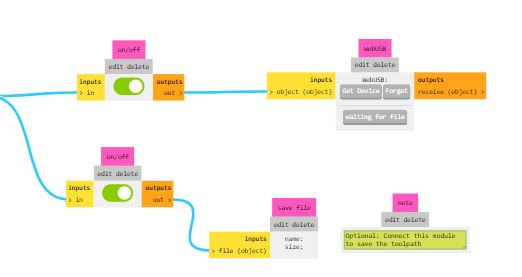 on/off
edit delete
inputs
> in
outputs
out >
WebUSB
edit delete
inputs
> object (object)
WebUSB:
Get Device
Forget
waiting for file
outputs
receive (object) >
on/off
edit delete
inputs
> in
outputs
out >
save file
edit delete
inputs
> file (object)
name:
size:
note
edit delete
Optional: Connect this module
to save the toolpath